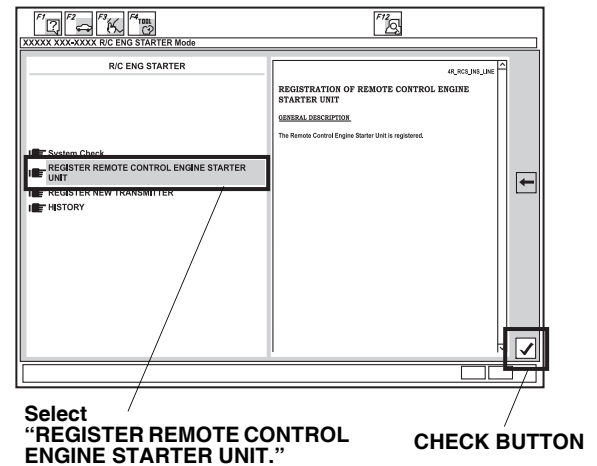 F1
F2
F3
F4 TOOL
F12
XXXXX XXX-XXXX R/C ENG STARTER Mode
R/C ENG STARTER
System Check
REGISTER REMOTE CONTROL ENGINE STARTER
UNIT
REGISTER NEW TRANSMITTER
HISTORY
4R_RCS_INS_LINE
REGISTRATION OF REMOTE CONTROL ENGINE
STARTER UNIT
GENERAL DESCRIPTION
The Remote Control Engine Starter Unit is registered.
Select
“REGISTER REMOTE CONTROL
ENGINE STARTER UNIT.”
CHECK BUTTON